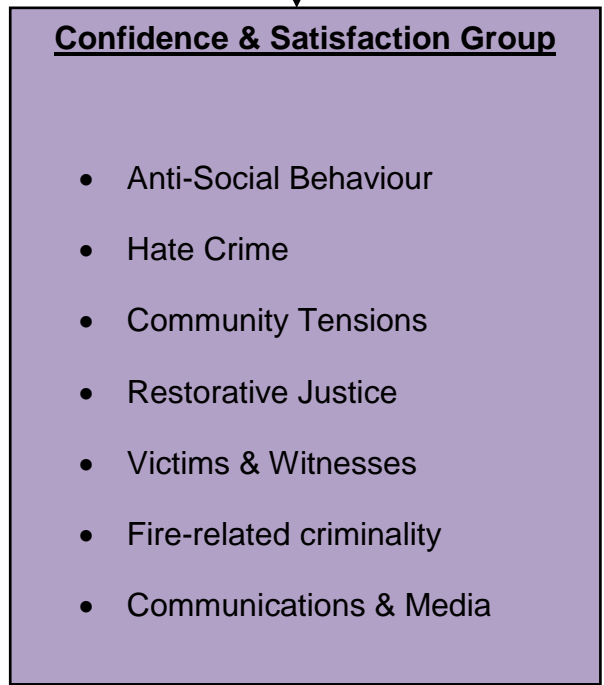 Confidence & Satisfaction Group
• Anti-Social Behaviour
• Hate Crime
• Community Tensions
• Restorative Justice
• Victims & Witnesses
• Fire-related criminality
• Communications & Media